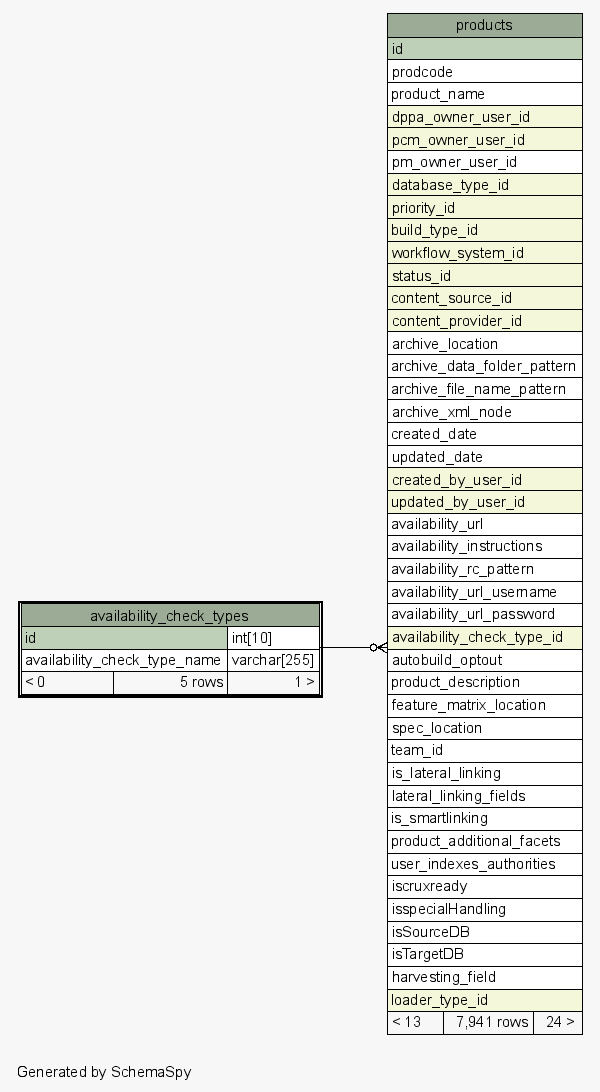 products
id
prodcode
product_name
dppa_owner_user_id
pcm_owner_user_id
pm_owner_user_id
database_type_id
priority_id
build_type_id
workflow_system_id
status_id
content_source_id
content_provider_id
archive_location
archive_data_folder_pattern
archive_file_name_pattern
archive_xml_node
created_date
updated_date
created_by_user_id
updated_by_user_id
availability_url
availability_instructions
availability_rc_pattern
availability_url_username
availability_url_password
availability_check_type_id
autobuild_optout
product_description
feature_matrix_location
spec_location
team_id
is_lateral_linking
lateral_linking_fields
is_smartlinking
product_additional_facets
user_indexes_authorities
iscruxready
isspecialHandling
isSourceDB
isTargetDB
harvesting_field
loader_type_id
< 13 7,941 rows 24 >
availability_check_types
id int[10]
availability_check_type_name varchar[255]
< 0 5 rows 1 >
Generated by SchemaSpy